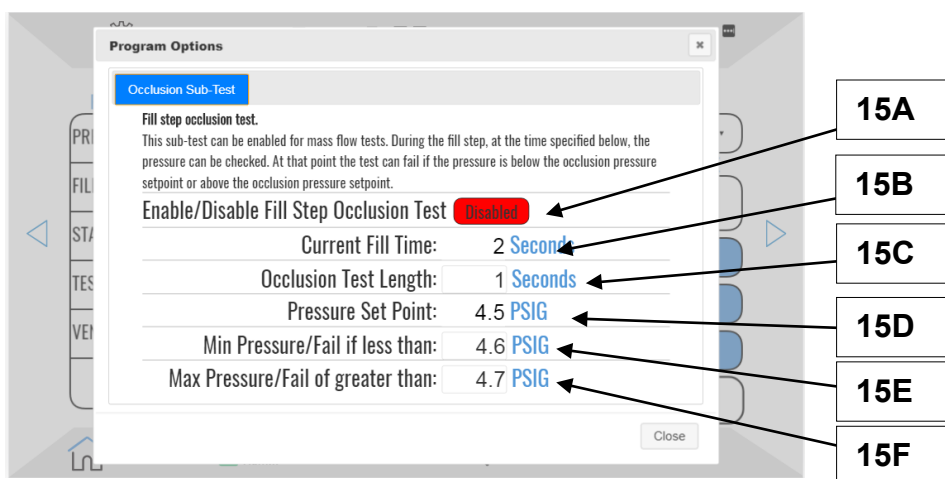 Program Options
×
Occlusion Sub-Test
Fill step occlusion test.
This sub-test can be enabled for mass flow tests. During the fill step, at the time specified below, the
pressure can be checked. At that point the test can fail if the pressure is below the occlusion pressure
setpoint or above the occlusion pressure setpoint.
Enable/Disable Fill Step Occlusion Test Disabled
Current Fill Time: 2 Seconds
Occlusion Test Length: 1 Seconds
Pressure Set Point: 4.5 PSIG
Min Pressure/Fail if less than: 4.6 PSIG
Max Pressure/Fail of greater than: 4.7 PSIG
Close
PRE
FIL
STA
TES
VEN
15A
15B
15C
15D
15E
15F